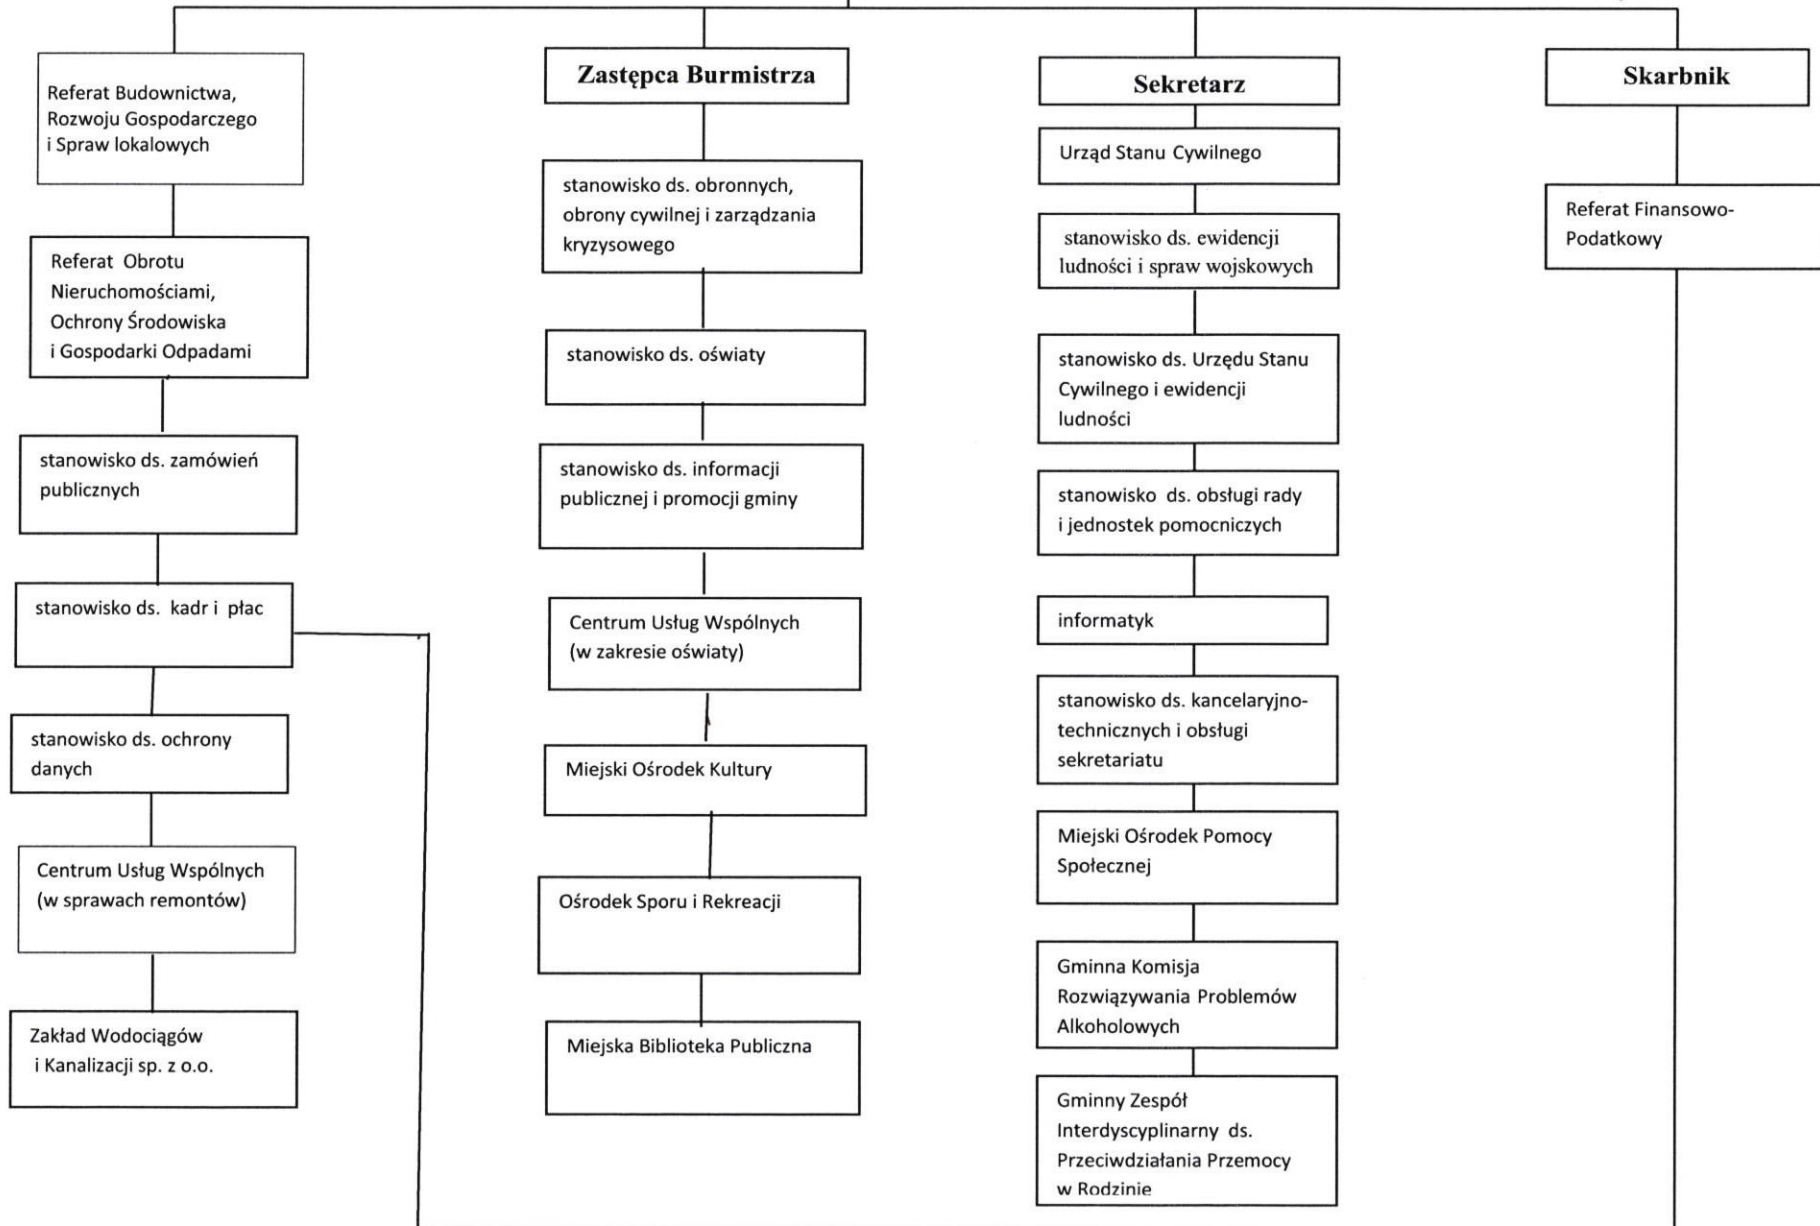 Referat Budownictwa,
Rozwoju Gospodarczego
i Spraw lokalowych
Referat Obrotu
Nieruchomościami,
Ochrony Środowiska
i Gospodarki Odpadami
stanowisko ds. zamówień
publicznych
stanowisko ds. kadr i płac
stanowisko ds. ochrony
danych
Centrum Usług Wspólnych
(w sprawach remontów)
Zakład Wodociągów
i Kanalizacji sp. z o.o.
Zastępca Burmistrza
stanowisko ds. obronnych,
obrony cywilnej i zarządzania
kryzysowego
stanowisko ds. oświaty
stanowisko ds. informacji
publicznej i promocji gminy
Centrum Usług Wspólnych
(w zakresie oświaty)
Miejski Ośrodek Kultury
Ośrodek Sporu i Rekreacji
Miejska Biblioteka Publiczna
Sekretarz
Urząd Stanu Cywilnego
stanowisko ds. ewidencji
ludności i spraw wojskowych
stanowisko ds. Urzędu Stanu
Cywilnego i ewidencji
ludności
stanowisko ds. obsługi rady
i jednostek pomocniczych
informatyk
stanowisko ds. kancelaryjno-
technicznych i obsługi
sekretariatu
Miejski Ośrodek Pomocy
Społecznej
Gminna Komisja
Rozwiązywania Problemów
Alkoholowych
Gminny Zespół
Interdyscyplinarny ds.
Przeciwdziałania Przemocy
w Rodzinie
Skarbnik
Referat Finansowo-
Podatkowy